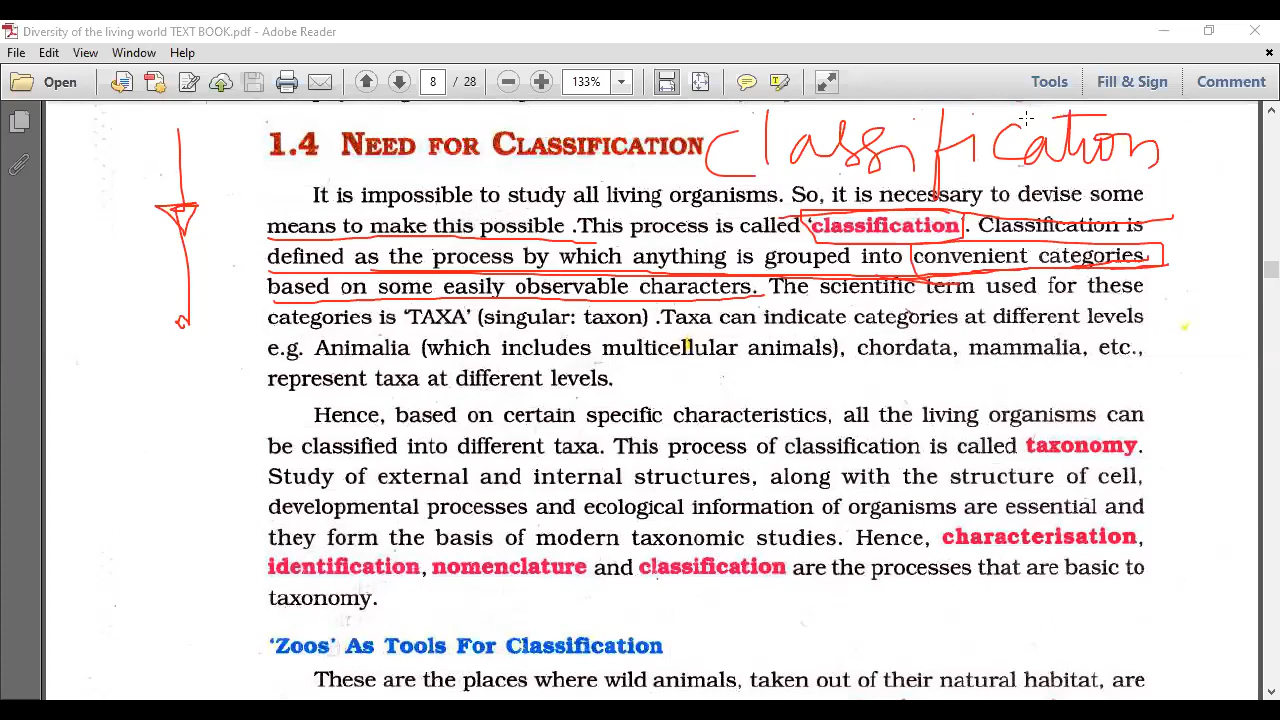 Diversity of the living world TEXT BOOK.pdf - Adobe Reader
File Edit View Window Help
Open 8 / 28 133% Tools Fill & Sign Comment
1.4 NEED FOR CLASSIFICATION Classification
It is impossible to study all living organisms. So, it is necessary to devise some
means to make this possible .This process is called 'classification. Classification is
defined as the process by which anything is grouped into convenient categories
based on some easily observable characters. The scientific term used for these
categories is 'TAXA' (singular: taxon) .Taxa can indicate categories at different levels
e.g. Animalia (which includes multicellular animals), chordata, mammalia, etc.,
represent taxa at different levels.
Hence, based on certain specific characteristics, all the living organisms can
be classified into different taxa. This process of classification is called taxonomy.
Study of external and internal structures, along with the structure of cell,
developmental processes and ecological information of organisms are essential and
they form the basis of modern taxonomic studies. Hence, characterisation,
identification, nomenclature and classification are the processes that are basic to
taxonomy.
'Zoos' As Tools For Classification
These are the places where wild animals, taken out of their natural habitat, are